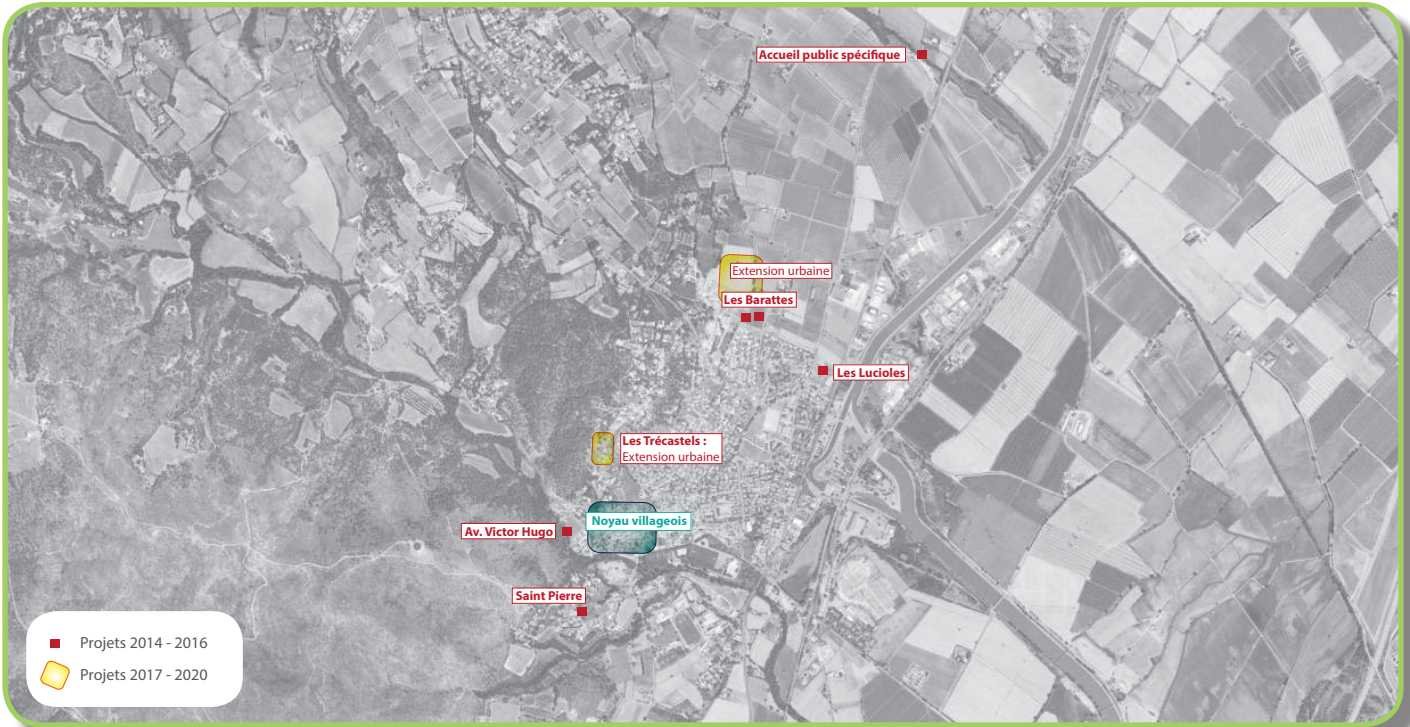 Accueil public spécifique
Extension urbaine
Les Barattes
Les Lucioles
Les Trécastels :
Extension urbaine
Noyau villageois
Av. Victor Hugo
Saint Pierre
Projets 2014 - 2016
Projets 2017 - 2020